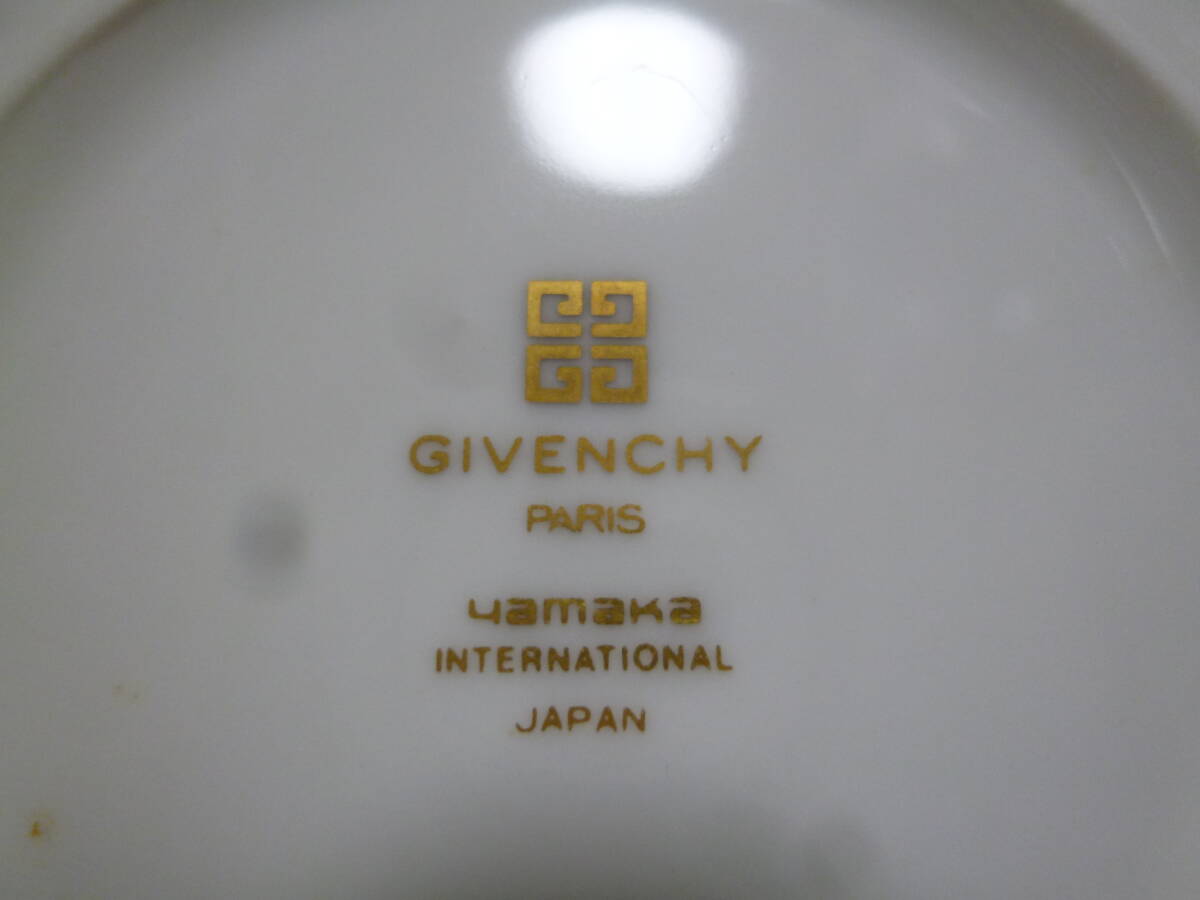 GIVENCHY
PARIS
yamaka
INTERNATIONAL
JAPAN